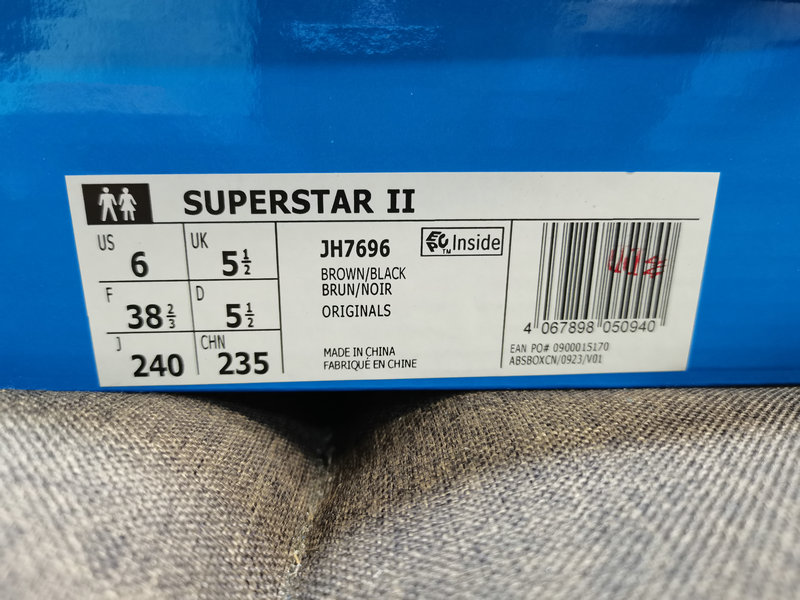 SUPERSTAR II
US 6 UK 5 1/2
F 38 2/3 D 5 1/2
J 240 CHN 235
JH7696
EPC™ Inside
BROWN/BLACK
BRUN/NOIR
ORIGINALS
MADE IN CHINA
FABRIQUÉ EN CHINE
4 067898 050940
EAN PO# 0900015170
ABSBOXCN/0923/V01